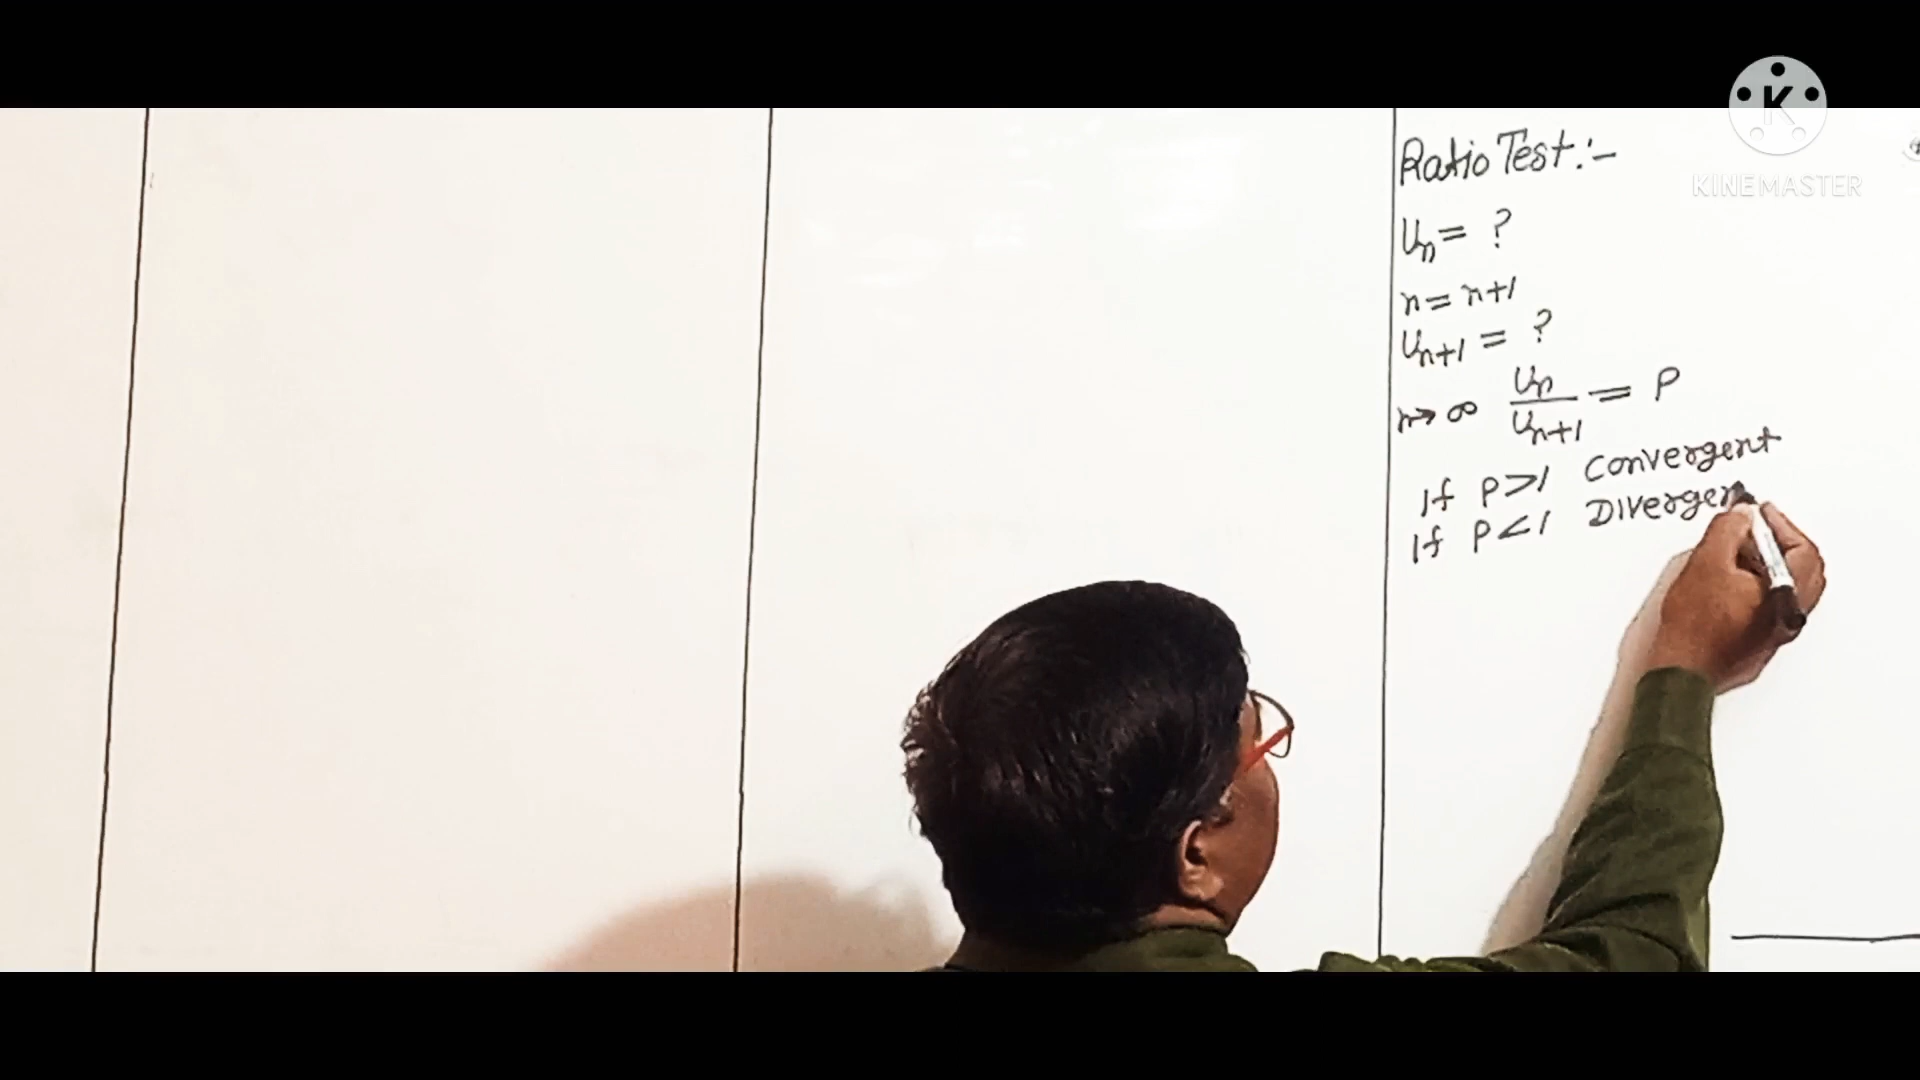 Ratio Test:-
Un = ?
n = n+1
Un+1 = ?
n→∞ Un/Un+1 = P
If P>1 Convergent
If P<1 Divergen
K
KINEMASTER